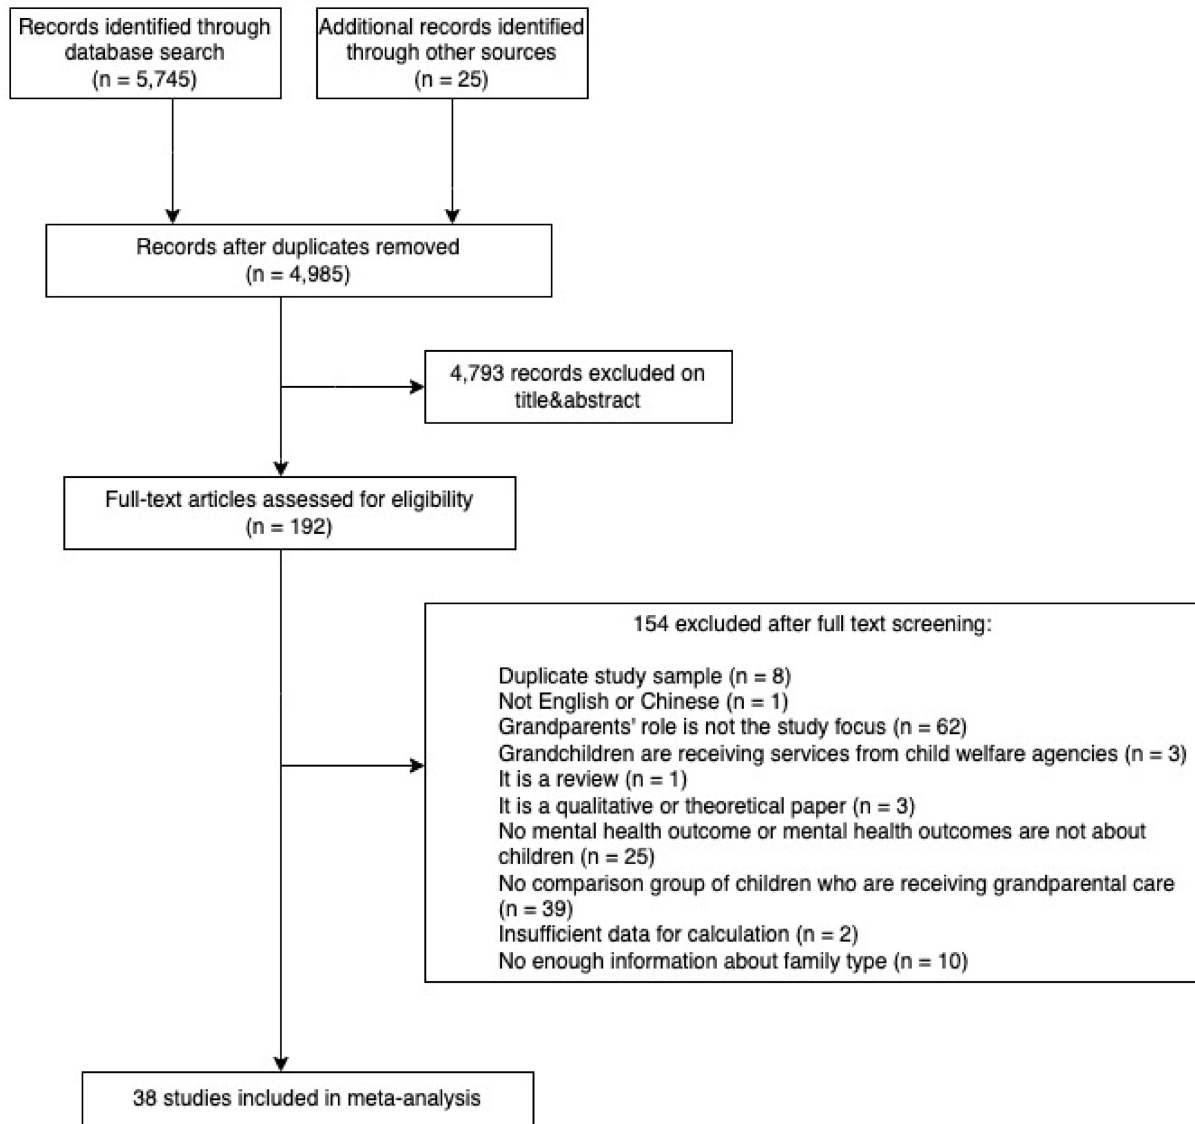 Records identified through
database search
(n = 5,745)
Additional records identified
through other sources
(n = 25)
Records after duplicates removed
(n = 4,985)
4,793 records excluded on
title&abstract
Full-text articles assessed for eligibility
(n = 192)
154 excluded after full text screening:
Duplicate study sample (n = 8)
Not English or Chinese (n = 1)
Grandparents' role is not the study focus (n = 62)
Grandchildren are receiving services from child welfare agencies (n = 3)
It is a review (n = 1)
It is a qualitative or theoretical paper (n = 3)
No mental health outcome or mental health outcomes are not about
children (n = 25)
No comparison group of children who are receiving grandparental care
(n = 39)
Insufficient data for calculation (n = 2)
No enough information about family type (n = 10)
38 studies included in meta-analysis